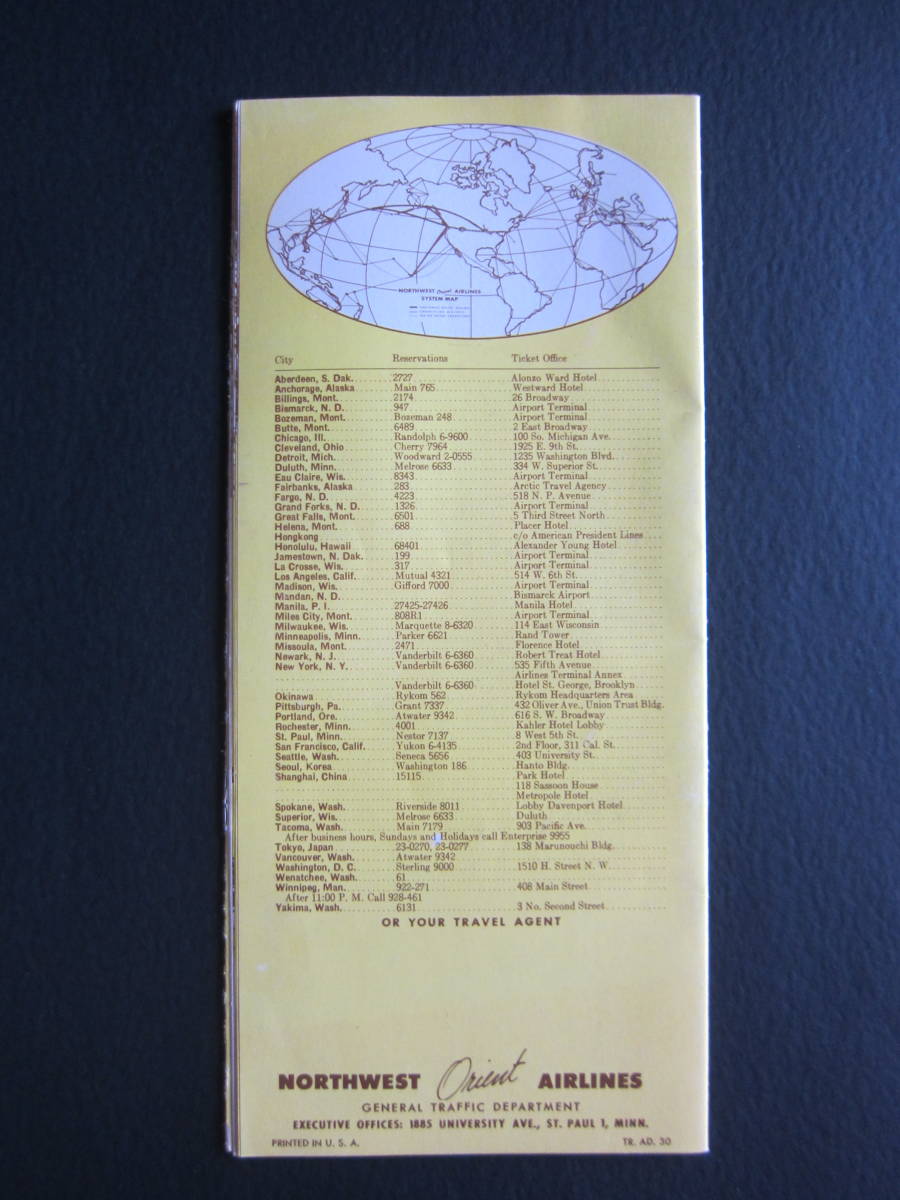 NORTHWEST Orient AIRLINES
SYSTEM MAP
City Reservations Ticket Office
Aberdeen, S. Dak. 2727 Alonzo Ward Hotel
Anchorage, Alaska Main 765 Westward Hotel
Billings, Mont. 2174 26 Broadway
Bismarck, N. D. 947 Airport Terminal
Bozeman, Mont. Bozeman 248 Airport Terminal
Butte, Mont. 6489 2 East Broadway
Chicago, Ill. Randolph 6-9600 100 So. Michigan Ave.
Cleveland, Ohio Cherry 7964 1925 E. 9th St.
Detroit, Mich. Woodward 2-0555 1235 Washington Blvd.
Duluth, Minn. Melrose 6633 334 W. Superior St.
Eau Claire, Wis. 8343 Airport Terminal
Fairbanks, Alaska 283 Arctic Travel Agency
Fargo, N. D. 4223 518 N. P. Avenue
Grand Forks, N. D. 1326 Airport Terminal
Great Falls, Mont. 6501 5 Third Street North
Helena, Mont. 688 Placer Hotel
Hongkong c/o American President Lines
Honolulu, Hawaii 68401 Alexander Young Hotel
Jamestown, N. Dak. 199 Airport Terminal
La Crosse, Wis. 317 Airport Terminal
Los Angeles, Calif. Mutual 4321 514 W. 6th St.
Madison, Wis. Gifford 7000 Airport Terminal
Mandan, N. D. Bismarck Airport
Manila, P. I. 27425-27426 Manila Hotel
Miles City, Mont. 808R1 Airport Terminal
Milwaukee, Wis. Marquette 8-6320 114 East Wisconsin
Minneapolis, Minn. Parker 6621 Rand Tower
Missoula, Mont. 2471 Florence Hotel
Newark, N. J. Vanderbilt 6-6360 Robert Treat Hotel
New York, N. Y. Vanderbilt 6-6360 535 Fifth Avenue
Airlines Terminal Annex
Vanderbilt 6-6360 Hotel St. George, Brooklyn
Okinawa Rykom 562 Rykom Headquarters Area
Pittsburgh, Pa. Grant 7337 432 Oliver Ave., Union Trust Bldg.
Portland, Ore. Atwater 9342 616 S. W. Broadway
Rochester, Minn. 4001 Kahler Hotel Lobby
St. Paul, Minn. Nestor 7137 8 West 5th St.
San Francisco, Calif. Yukon 6-4135 2nd Floor, 311 Cal. St.
Seattle, Wash. Seneca 5656 403 University St.
Seoul, Korea Washington 186 Hanto Bldg.
Shanghai, China 15115 Park Hotel
118 Sassoon House
Metropole Hotel
Spokane, Wash. Riverside 8011 Lobby Davenport Hotel
Superior, Wis. Melrose 6633 Duluth
Tacoma, Wash. Main 7179 903 Pacific Ave.
After business hours, Sundays and Holidays call Enterprise 9955
Tokyo, Japan 23-0270, 23-0277 138 Marunouchi Bldg.
Vancouver, Wash. Atwater 9342
Washington, D. C. Sterling 9000 1510 H. Street N. W.
Wenatchee, Wash. 61
Winnipeg, Man. 922-271 408 Main Street
After 11:00 P. M. Call 928-461
Yakima, Wash. 6131 3 No. Second Street
OR YOUR TRAVEL AGENT
NORTHWEST Orient AIRLINES
GENERAL TRAFFIC DEPARTMENT
EXECUTIVE OFFICES: 1885 UNIVERSITY AVE., ST. PAUL 1, MINN.
PRINTED IN U. S. A. TR. AD. 30